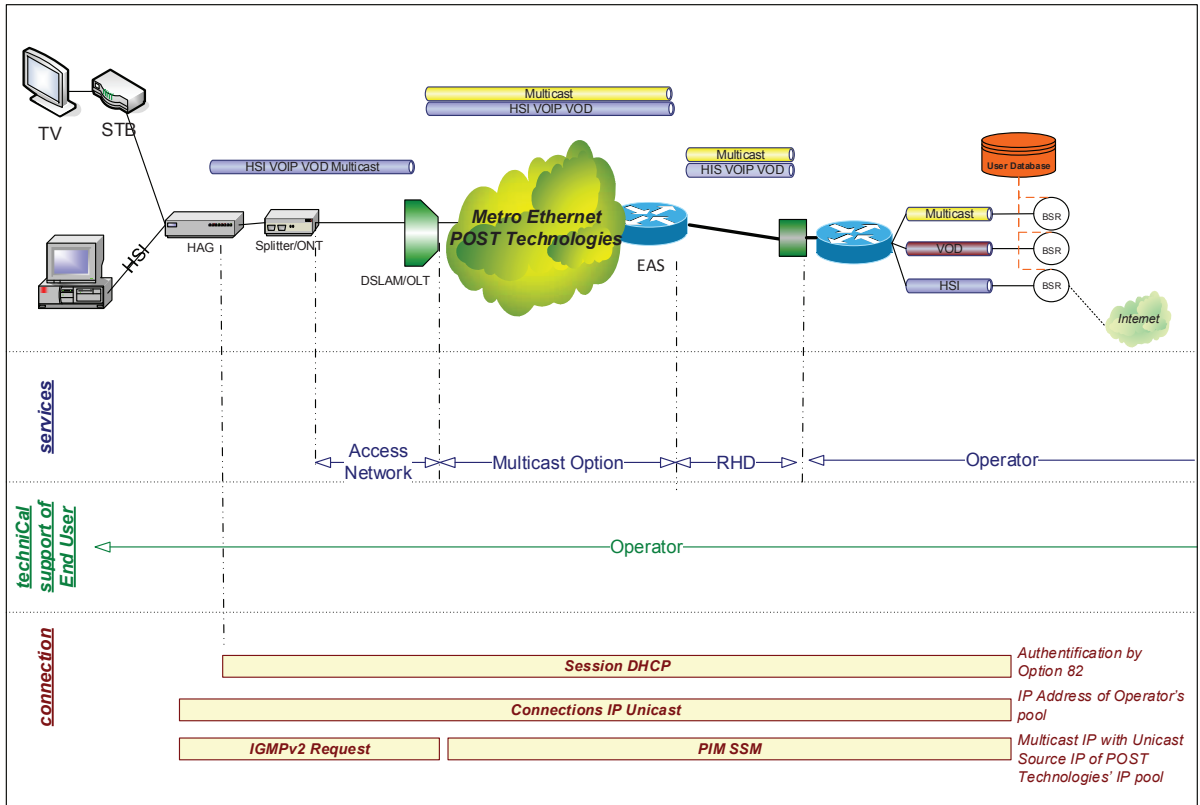 Multicast
HSI VOIP VOD
TV
STB
HSI VOIP VOD Multicast
Multicast
HIS VOIP VOD
User Database
HSI
HAG
Splitter/ONT
DSLAM/OLT
Metro Ethernet
POST Technologies
EAS
Multicast
BSR
VOD
BSR
HSI
BSR
Internet
services
Access
Network
Multicast Option
RHD
Operator
techniCal
support of
End User
Operator
connection
Session DHCP
Authentification by
Option 82
Connections IP Unicast
IP Address of Operator's
pool
IGMPv2 Request
PIM SSM
Multicast IP with Unicast
Source IP of POST
Technologies' IP pool